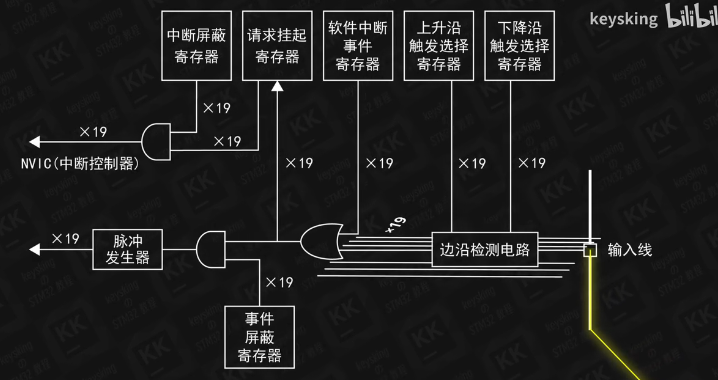 keysking bilibili
中断屏蔽
寄存器
请求挂起
寄存器
软件中断
事件
寄存器
上升沿
触发选择
寄存器
下降沿
触发选择
寄存器
×19
×19
×19
NVIC(中断控制器)
×19
×19
×19
×19
×19
×19
脉冲
发生器
边沿检测电路
输入线
×19
事件
屏蔽
寄存器